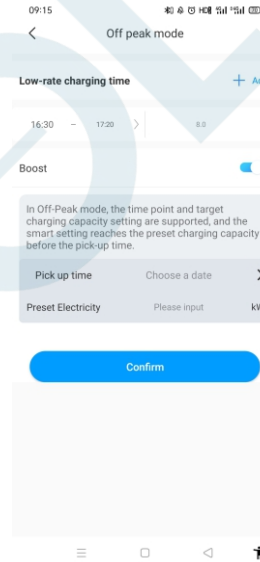 09:15
Off peak mode
Low-rate charging time + A
16:30 – 17:20 8.0
Boost
In Off-Peak mode, the time point and target
charging capacity setting are supported, and the
smart setting reaches the preset charging capacity
before the pick-up time.
Pick up time Choose a date
Preset Electricity Please input kW
Confirm